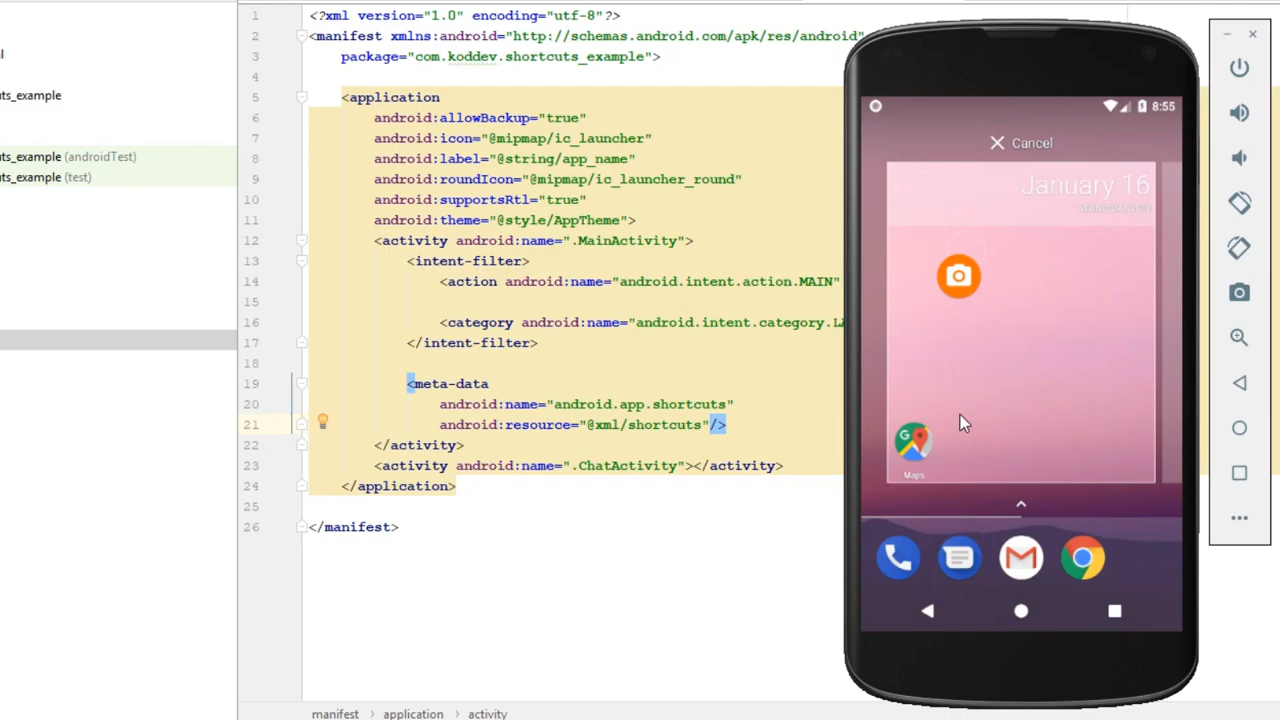 1 <?xml version="1.0" encoding="utf-8"?>
2 <manifest xmlns:android="http://schemas.android.com/apk/res/android"
3 package="com.koddev.shortcuts_example">
4
5 <application
6 android:allowBackup="true"
7 android:icon="@mipmap/ic_launcher"
8 android:label="@string/app_name"
9 android:roundIcon="@mipmap/ic_launcher_round"
10 android:supportsRtl="true"
11 android:theme="@style/AppTheme">
12 <activity android:name=".MainActivity">
13 <intent-filter>
14 <action android:name="android.intent.action.MAIN"
15
16 <category android:name="android.intent.category.
17 </intent-filter>
18
19 <meta-data
20 android:name="android.app.shortcuts"
21 android:resource="@xml/shortcuts"/>
22 </activity>
23 <activity android:name=".ChatActivity"></activity>
24 </application>
25
26 </manifest>
manifest > application > activity
l
ts_example
ts_example (androidTest)
ts_example (test)
8:55
Cancel
January 16
G
Maps